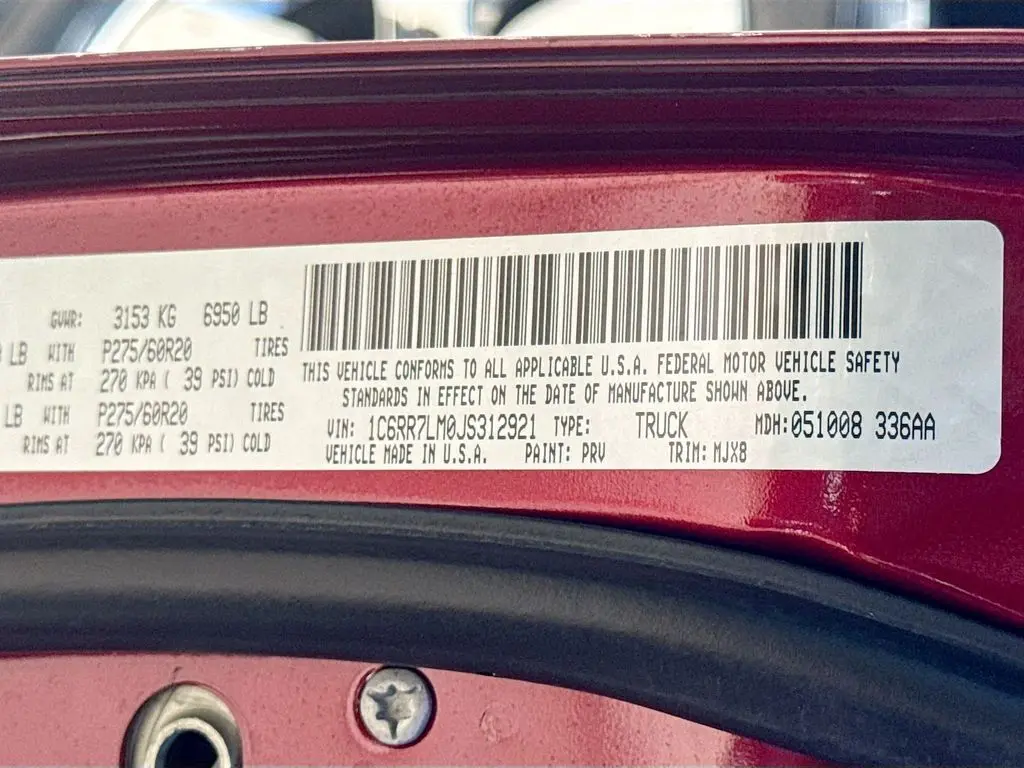 GVWR: 3153 KG 6950 LB
LB WITH P275/60R20 TIRES
RIMS AT 270 KPA ( 39 PSI) COLD
LB WITH P275/60R20 TIRES
RIMS AT 270 KPA ( 39 PSI) COLD
THIS VEHICLE CONFORMS TO ALL APPLICABLE U.S.A. FEDERAL MOTOR VEHICLE SAFETY
STANDARDS IN EFFECT ON THE DATE OF MANUFACTURE SHOWN ABOVE.
VIN: 1C6RR7LM0JS312921 TYPE: TRUCK MDH:051008 336AA
VEHICLE MADE IN U.S.A. PAINT: PRV TRIM: MJX8